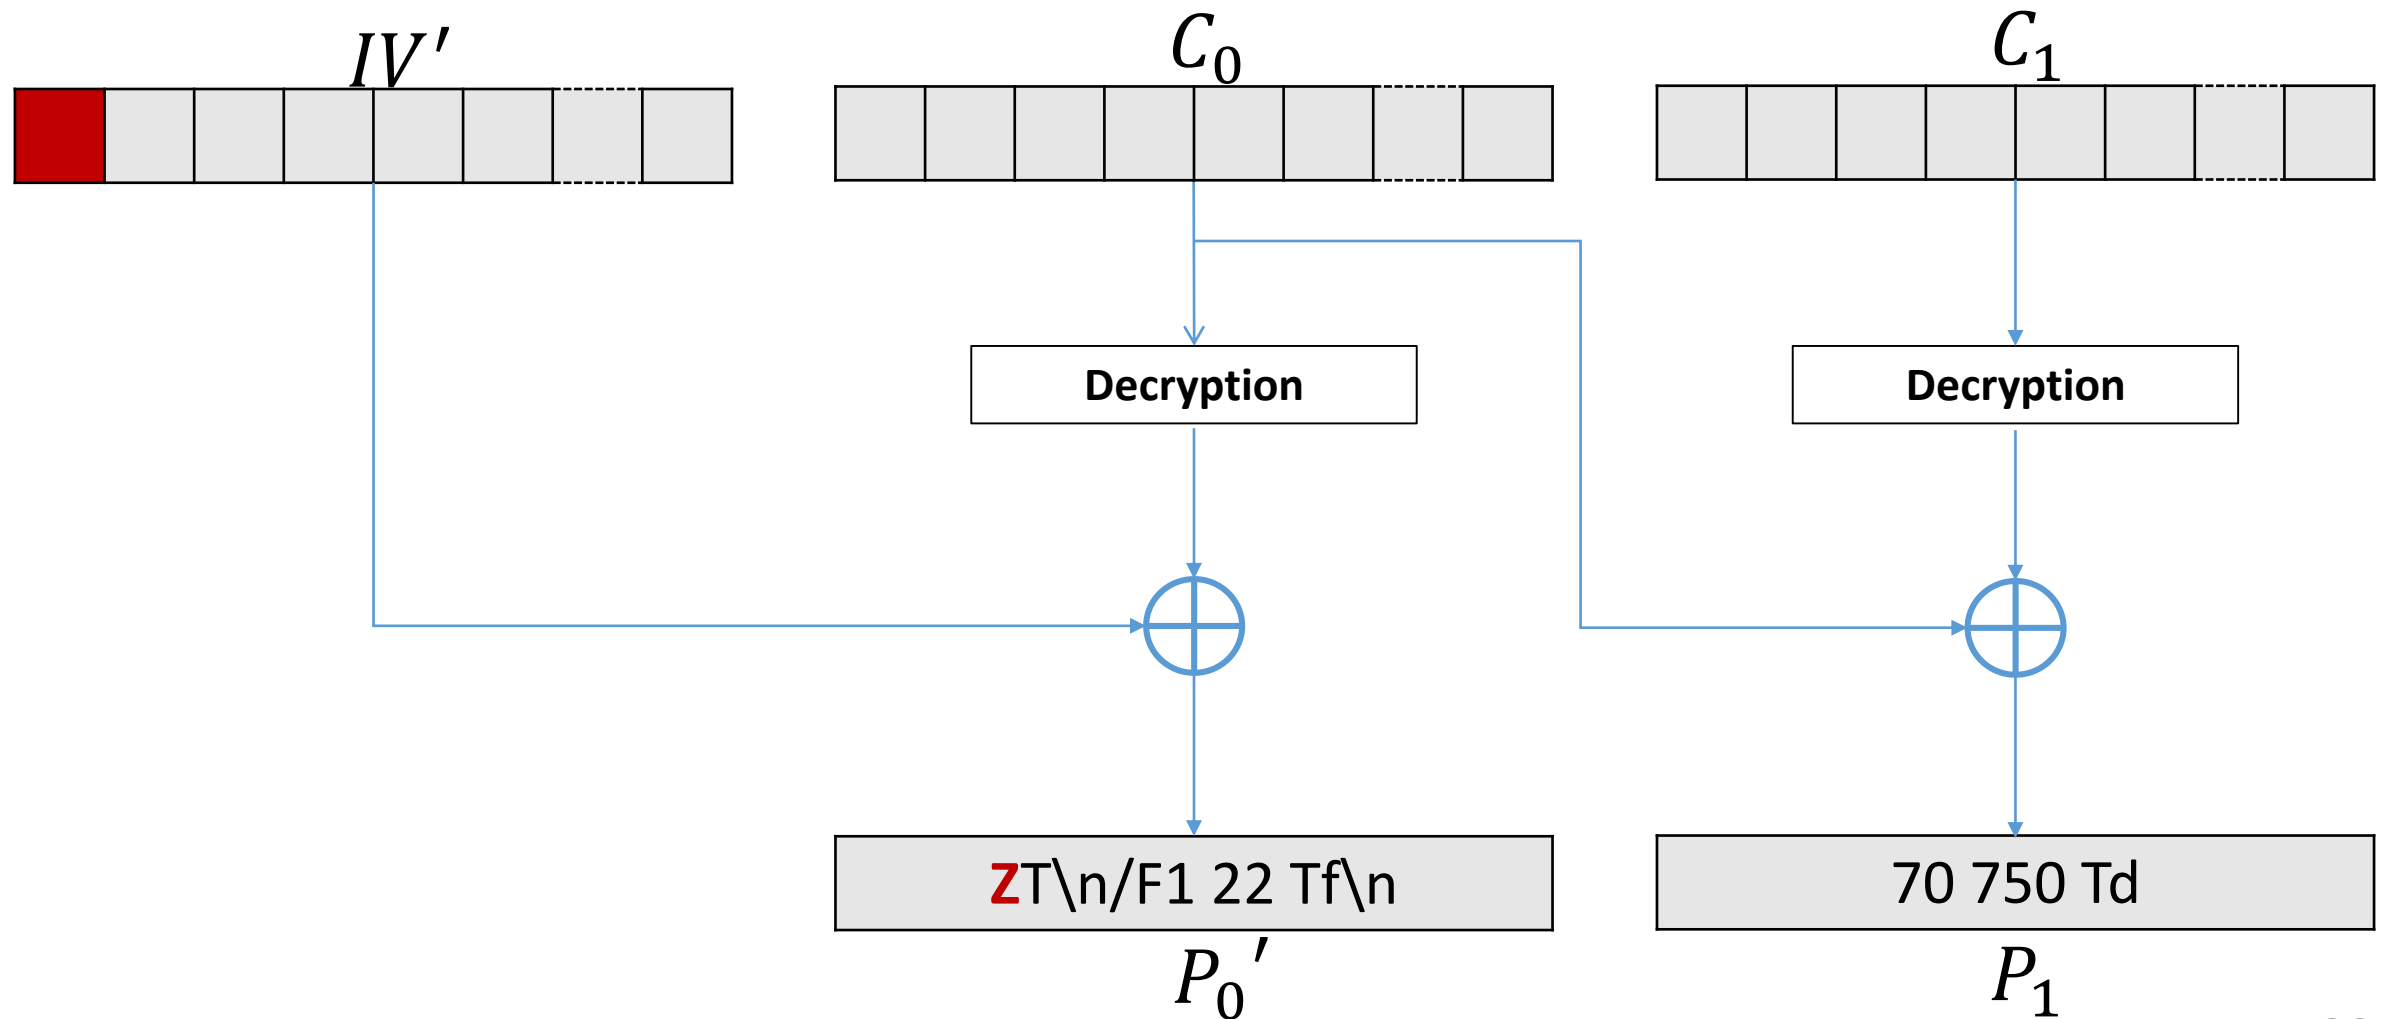 IV′ C₀ C₁
Decryption Decryption
ZT\n/F1 22 Tf\n 70 750 Td
P₀′ P₁